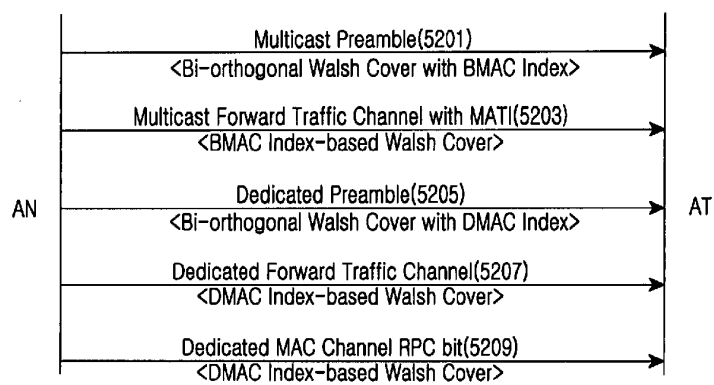 Multicast Preamble(5201)
<Bi-orthogonal Walsh Cover with BMAC Index>
Multicast Forward Traffic Channel with MATI(5203)
<BMAC Index-based Walsh Cover>
Dedicated Preamble(5205)
AN
AT
<Bi-orthogonal Walsh Cover with DMAC Index>
Dedicated Forward Traffic Channel(5207)
<DMAC Index-based Walsh Cover>
Dedicated MAC Channel RPC bit(5209)
<DMAC Index-based Walsh Cover>